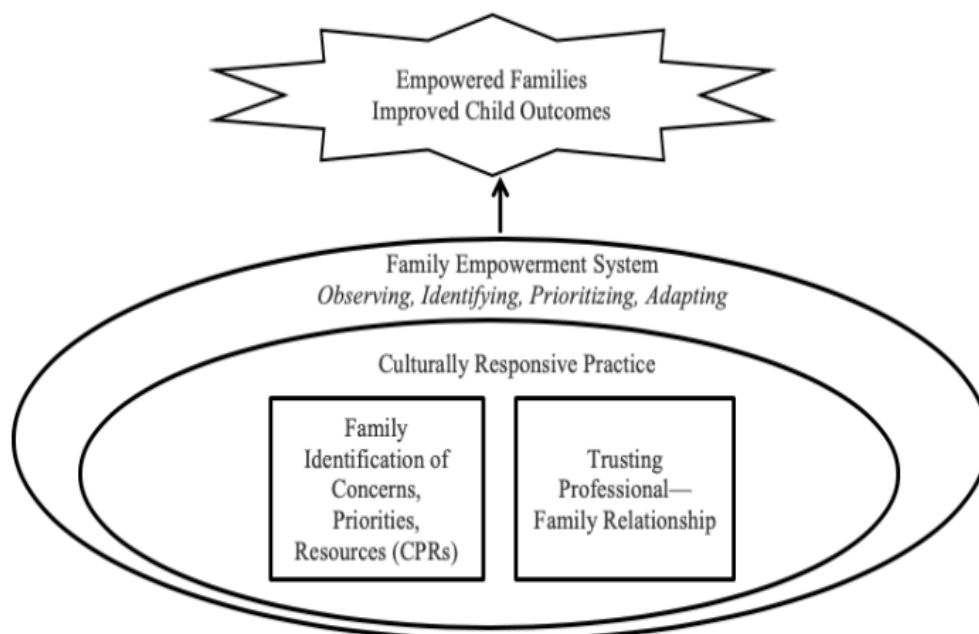 Empowered Families
Improved Child Outcomes
Family Empowerment System
Observing, Identifying, Prioritizing, Adapting
Culturally Responsive Practice
Family
Identification of
Concerns,
Priorities,
Resources (CPRs)
Trusting
Professional—
Family Relationship